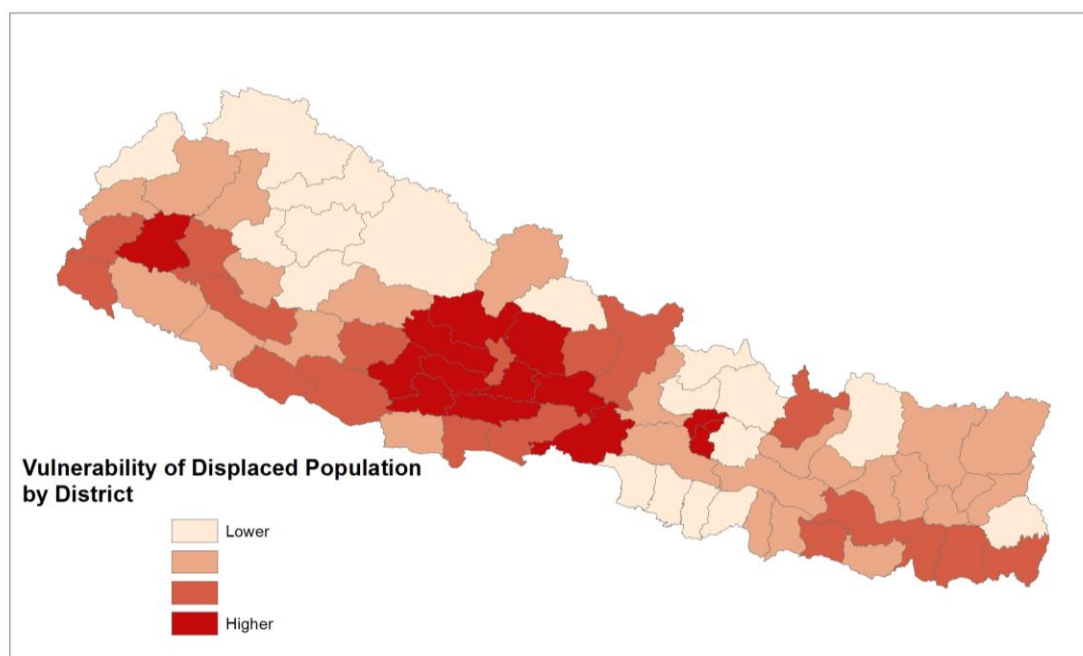 Vulnerability of Displaced Population
by District
Lower
Higher